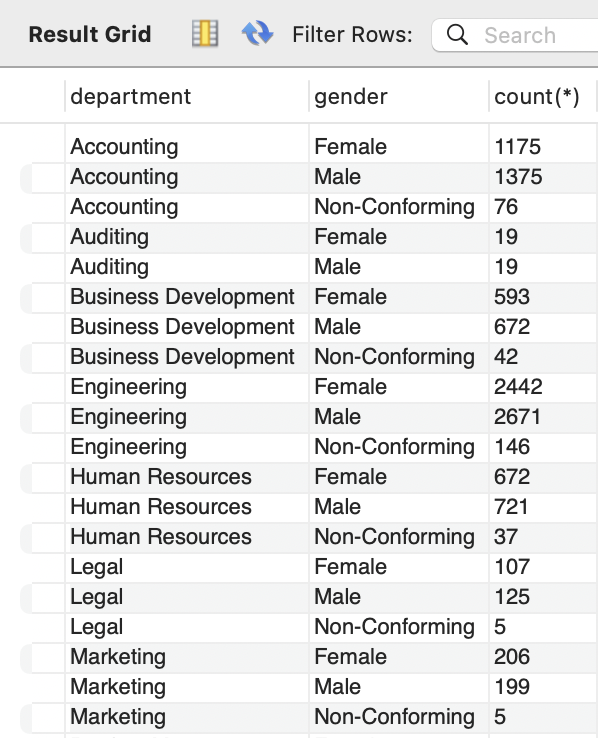 Result Grid Filter Rows: Search
department gender count(*)
Accounting Female 1175
Accounting Male 1375
Accounting Non-Conforming 76
Auditing Female 19
Auditing Male 19
Business Development Female 593
Business Development Male 672
Business Development Non-Conforming 42
Engineering Female 2442
Engineering Male 2671
Engineering Non-Conforming 146
Human Resources Female 672
Human Resources Male 721
Human Resources Non-Conforming 37
Legal Female 107
Legal Male 125
Legal Non-Conforming 5
Marketing Female 206
Marketing Male 199
Marketing Non-Conforming 5